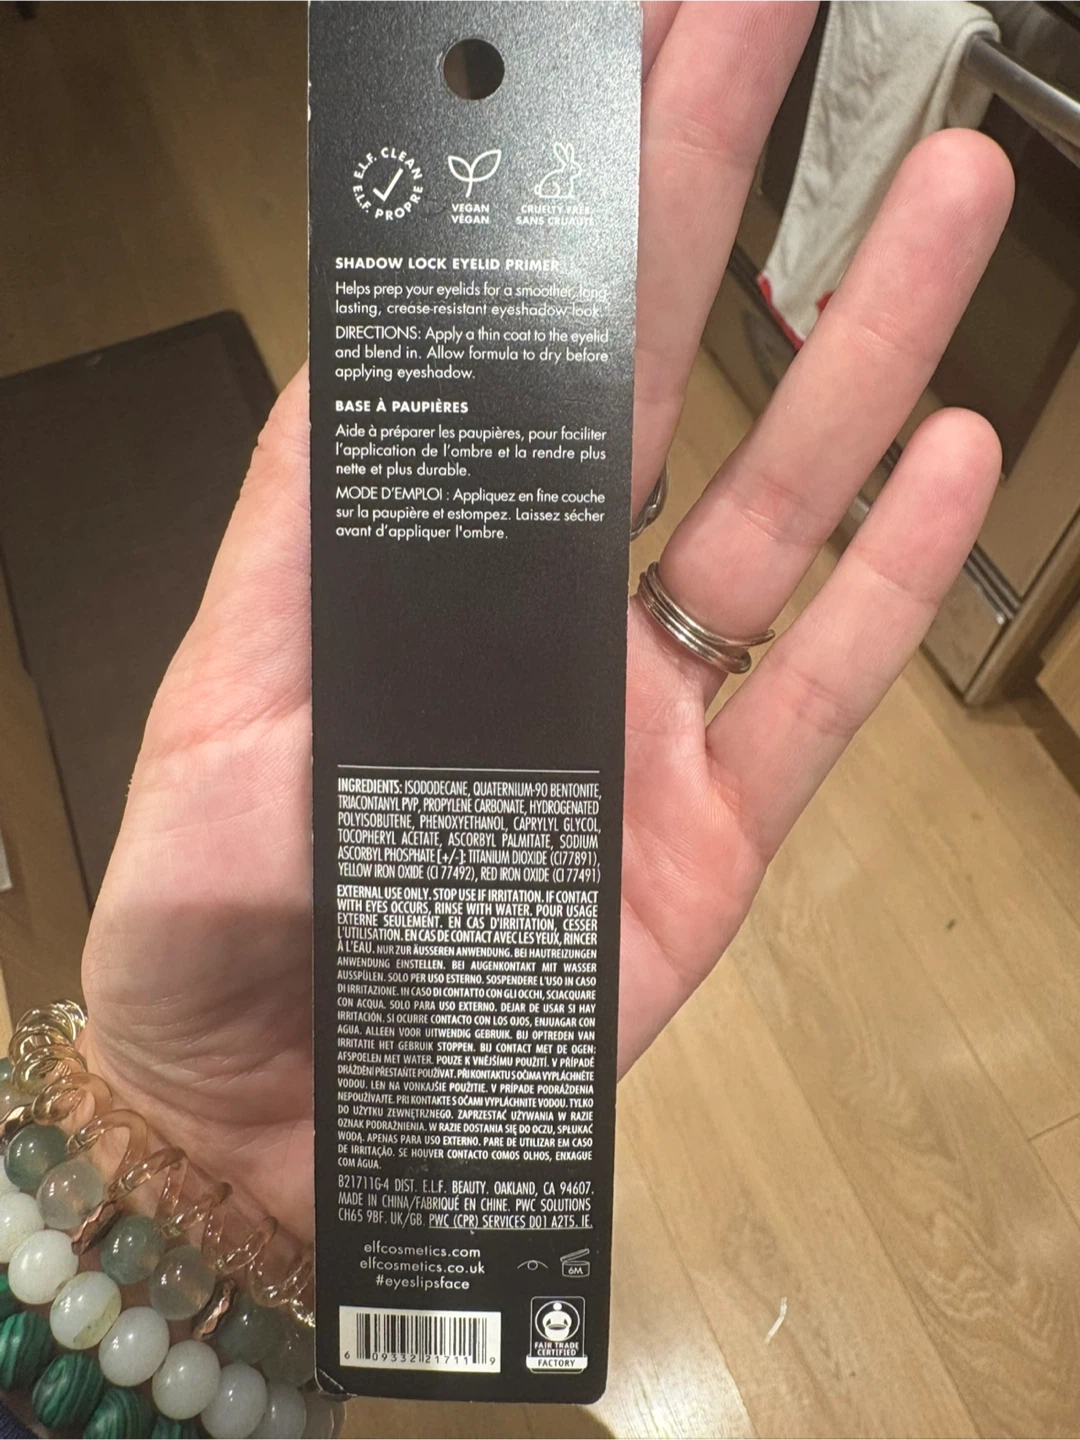 E.L.F. CLEAN
E.L.F. PROPRE
VEGAN
VÉGAN
CRUELTY FREE
SANS CRUAUTÉ
SHADOW LOCK EYELID PRIMER
Helps prep your eyelids for a smoother, long-
lasting, crease-resistant eyeshadow look.
DIRECTIONS: Apply a thin coat to the eyelid
and blend in. Allow formula to dry before
applying eyeshadow.
BASE À PAUPIÈRES
Aide à préparer les paupières, pour faciliter
l'application de l'ombre et la rendre plus
nette et plus durable.
MODE D'EMPLOI : Appliquez en fine couche
sur la paupière et estompez. Laissez sécher
avant d'appliquer l'ombre.
INGREDIENTS: ISODODECANE, QUATERNIUM-90 BENTONITE,
TRIACONTANYL PVP, PROPYLENE CARBONATE, HYDROGENATED
POLYISOBUTENE, PHENOXYETHANOL, CAPRYLYL GLYCOL,
TOCOPHERYL ACETATE, ASCORBYL PALMITATE, SODIUM
ASCORBYL PHOSPHATE [+/-]: TITANIUM DIOXIDE (CI77891),
YELLOW IRON OXIDE (CI 77492), RED IRON OXIDE (CI 77491)
EXTERNAL USE ONLY. STOP USE IF IRRITATION. IF CONTACT
WITH EYES OCCURS, RINSE WITH WATER. POUR USAGE
EXTERNE SEULEMENT. EN CAS D'IRRITATION, CESSER
L'UTILISATION. EN CAS DE CONTACT AVEC LES YEUX, RINCER
À L'EAU. NUR ZUR ÄUSSEREN ANWENDUNG. BEI HAUTREIZUNGEN
ANWENDUNG EINSTELLEN. BEI AUGENKONTAKT MIT WASSER
AUSSPÜLEN. SOLO PER USO ESTERNO. SOSPENDERE L'USO IN CASO
DI IRRITAZIONE. IN CASO DI CONTATTO CON GLI OCCHI, SCIACQUARE
CON ACQUA. SOLO PARA USO EXTERNO. DEJAR DE USAR SI HAY
IRRITACIÓN. SI OCURRE CONTACTO CON LOS OJOS, ENJUAGAR CON
AGUA. ALLEEN VOOR UITWENDIG GEBRUIK. BIJ OPTREDEN VAN
IRRITATIE HET GEBRUIK STOPPEN. BIJ CONTACT MET DE OGEN:
AFSPOELEN MET WATER. POUZE K VNĚJŠÍMU POUŽITÍ. V PŘÍPADĚ
DRÁŽDĚNÍ PŘESTAŇTE POUŽÍVAT. PŘI KONTAKTU S OČIMA VYPLÁCHNĚTE
VODOU. LEN NA VONKAJŠIE POUŽITIE. V PRÍPADE PODRÁŽDENIA
NEPOUŽÍVAJTE. PRI KONTAKTE S OČAMI VYPLÁCHNITE VODOU. TYLKO
DO UŻYTKU ZEWNĘTRZNEGO. ZAPRZESTAĆ UŻYWANIA W RAZIE
OZNAK PODRAŻNIENIA. W RAZIE DOSTANIA SIĘ DO OCZU, SPŁUKAĆ
WODĄ. APENAS PARA USO EXTERNO. PARE DE UTILIZAR EM CASO
DE IRRITAÇÃO. SE HOUVER CONTACTO COMOS OLHOS, ENXAGUE
COM ÁGUA.
B21711G-4 DIST. E.L.F. BEAUTY. OAKLAND, CA 94607.
MADE IN CHINA/FABRIQUÉ EN CHINE. PWC SOLUTIONS
CH65 9BF. UK/GB. PWC (CPR) SERVICES D01 A2T5. IE.
elfcosmetics.com
elfcosmetics.co.uk
#eyeslipsface
6M
6 09332 21711 9
FAIR TRADE
CERTIFIED
FACTORY